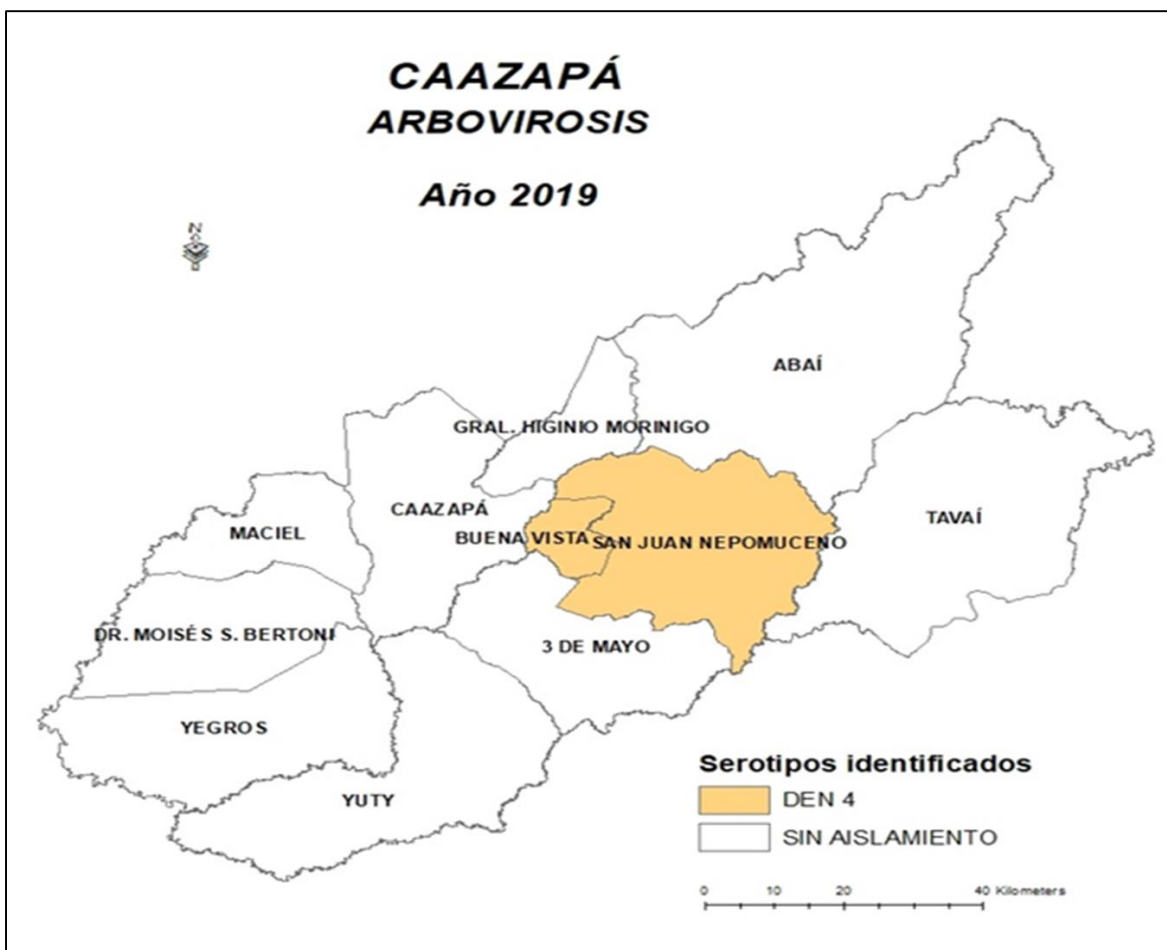 CAAZAPÁ
ARBOVIROSIS
Año 2019
N
ABAÍ
GRAL. HIGINIO MORINIGO
CAAZAPÁ
TAVAÍ
MACIEL
BUENA VISTA
SAN JUAN NEPOMUCENO
DR. MOISÉS S. BERTONI
3 DE MAYO
YEGROS
YUTY
Serotipos identificados
DEN 4
SIN AISLAMIENTO
0 10 20 40 Kilometers